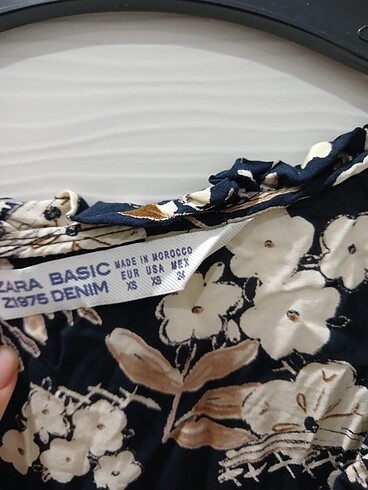 ZARA BASIC
Z1975 DENIM
MADE IN MOROCCO
EUR USA MEX
XS XS 24